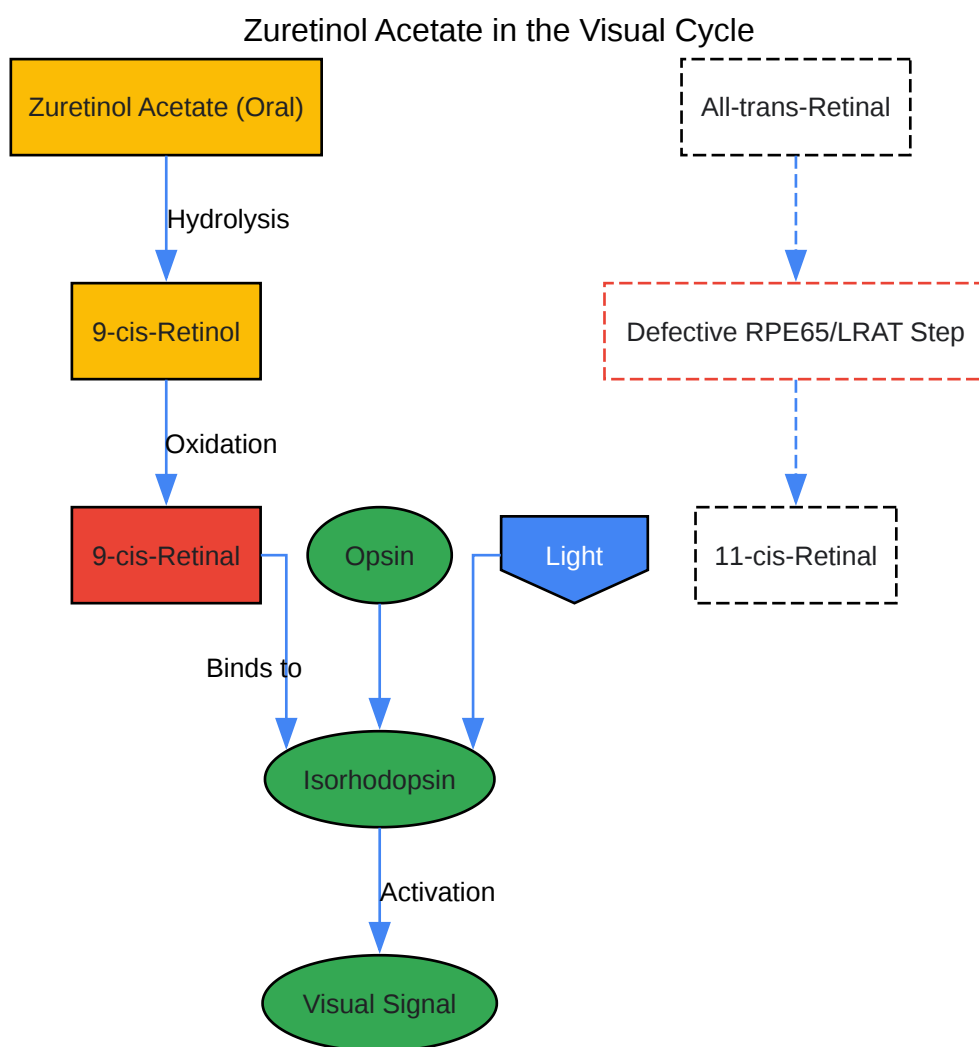 Zuretinol Acetate in the Visual Cycle
Zuretinol Acetate (Oral)
All-trans-Retinal
Hydrolysis
9-cis-Retinol
Defective RPE65/LRAT Step
Oxidation
9-cis-Retinal
Opsin
Light
11-cis-Retinal
Binds to
Isorhodopsin
Activation
Visual Signal